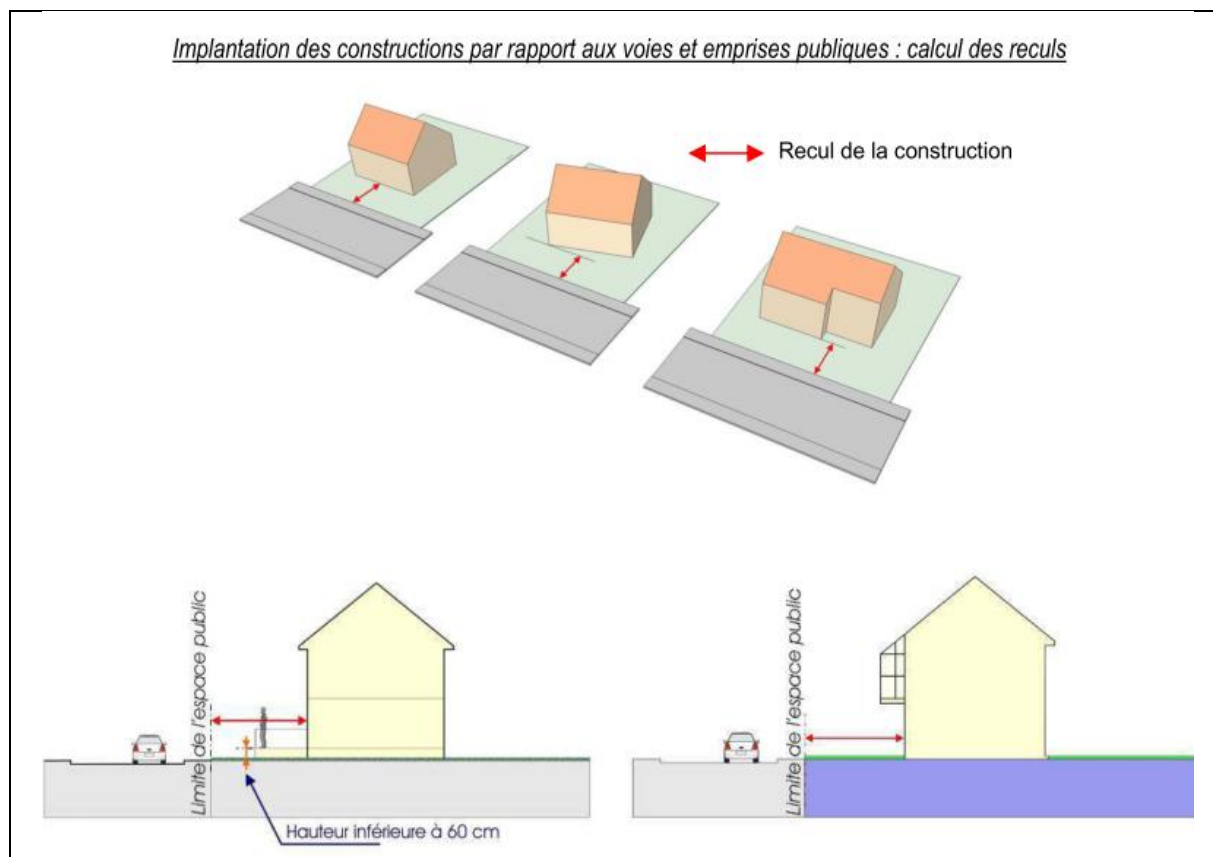 Implantation des constructions par rapport aux voies et emprises publiques : calcul des reculs
Recul de la construction
Limite de l'espace public
Limite de l'espace public
Hauteur inférieure à 60 cm